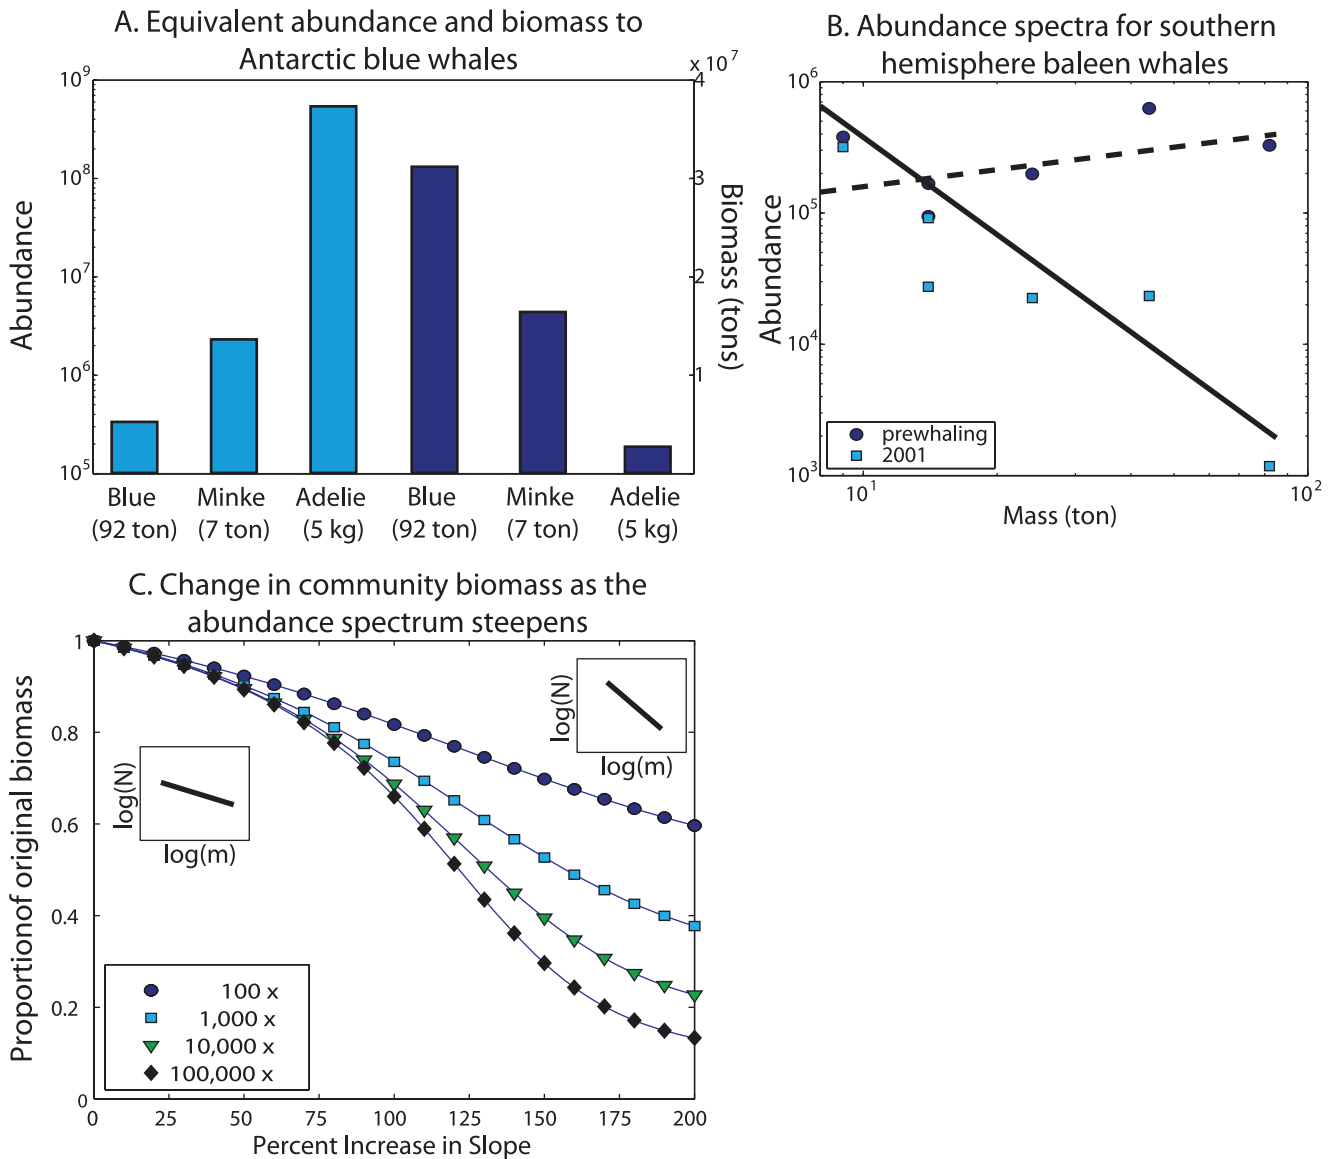 A. Equivalent abundance and biomass to
Antarctic blue whales
x 10^7
Abundance
10^9
10^8
10^7
10^6
10^5
4
3
2
1
Biomass (tons)
Blue Minke Adelie Blue Minke Adelie
(92 ton) (7 ton) (5 kg) (92 ton) (7 ton) (5 kg)
B. Abundance spectra for southern
hemisphere baleen whales
Abundance
10^6
10^5
10^4
10^3
prewhaling
2001
10^1 10^2
Mass (ton)
C. Change in community biomass as the
abundance spectrum steepens
Proportionof original biomass
1
0.8
0.6
0.4
0.2
0
log(N)
log(m)
log(N)
log(m)
100 x
1,000 x
10,000 x
100,000 x
0 25 50 75 100 125 150 175 200
Percent Increase in Slope